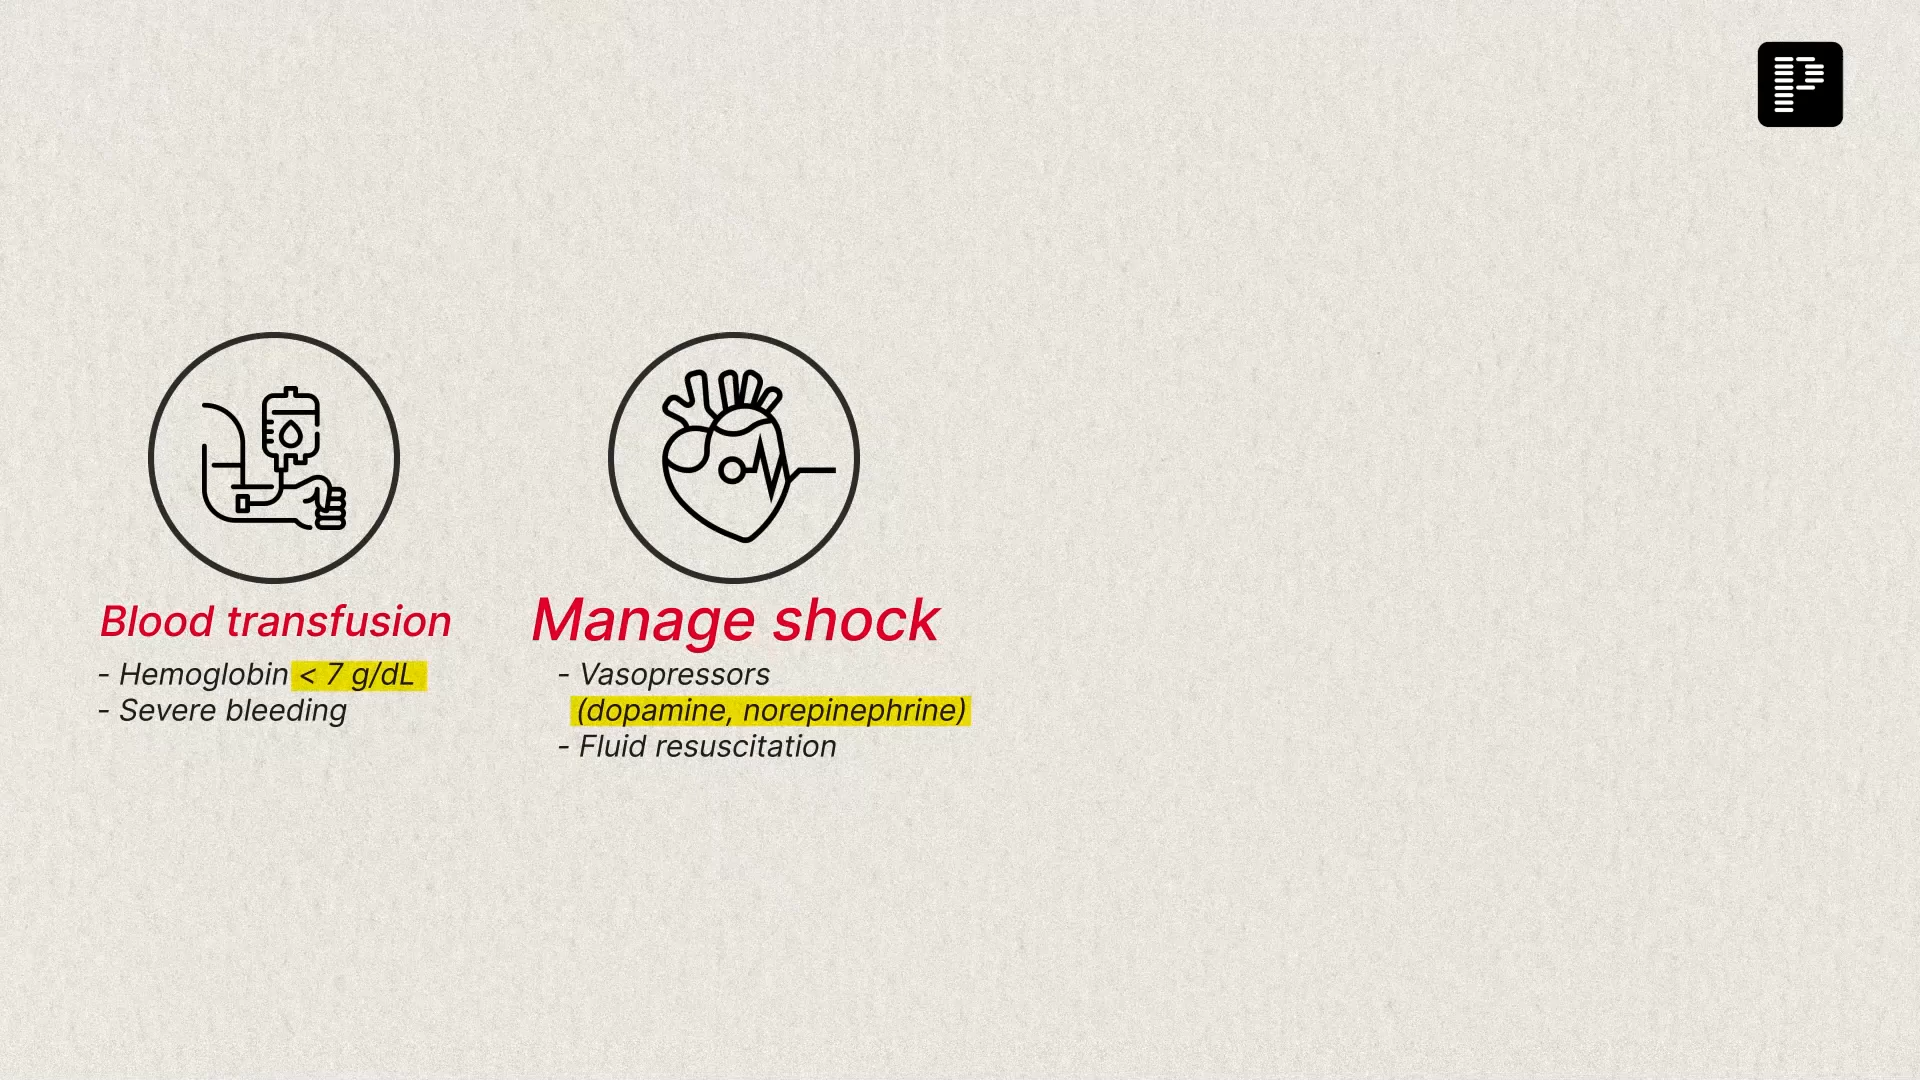 Blood transfusion
- Hemoglobin < 7 g/dL
- Severe bleeding
Manage shock
- Vasopressors
(dopamine, norepinephrine)
- Fluid resuscitation